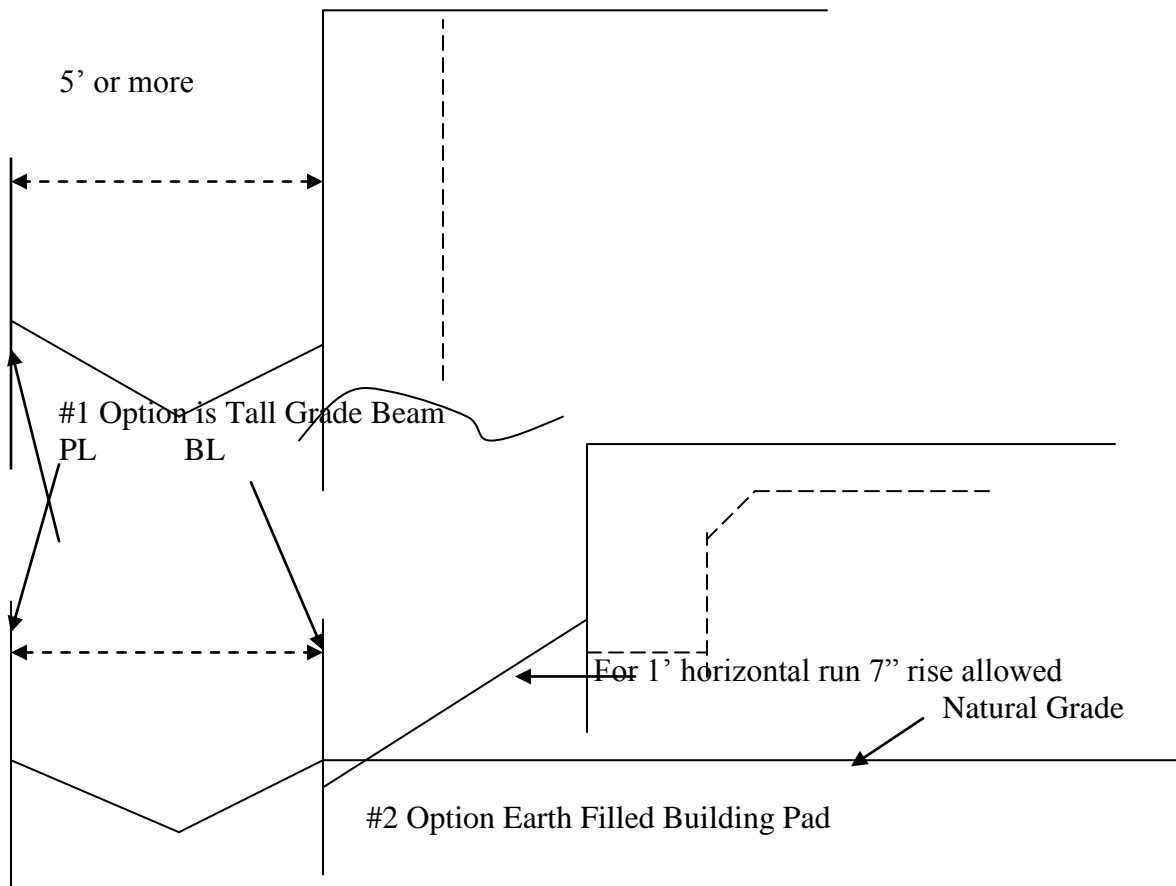 5’ or more
#1 Option is Tall Grade Beam
PL BL
For 1’ horizontal run 7” rise allowed
Natural Grade
#2 Option Earth Filled Building Pad